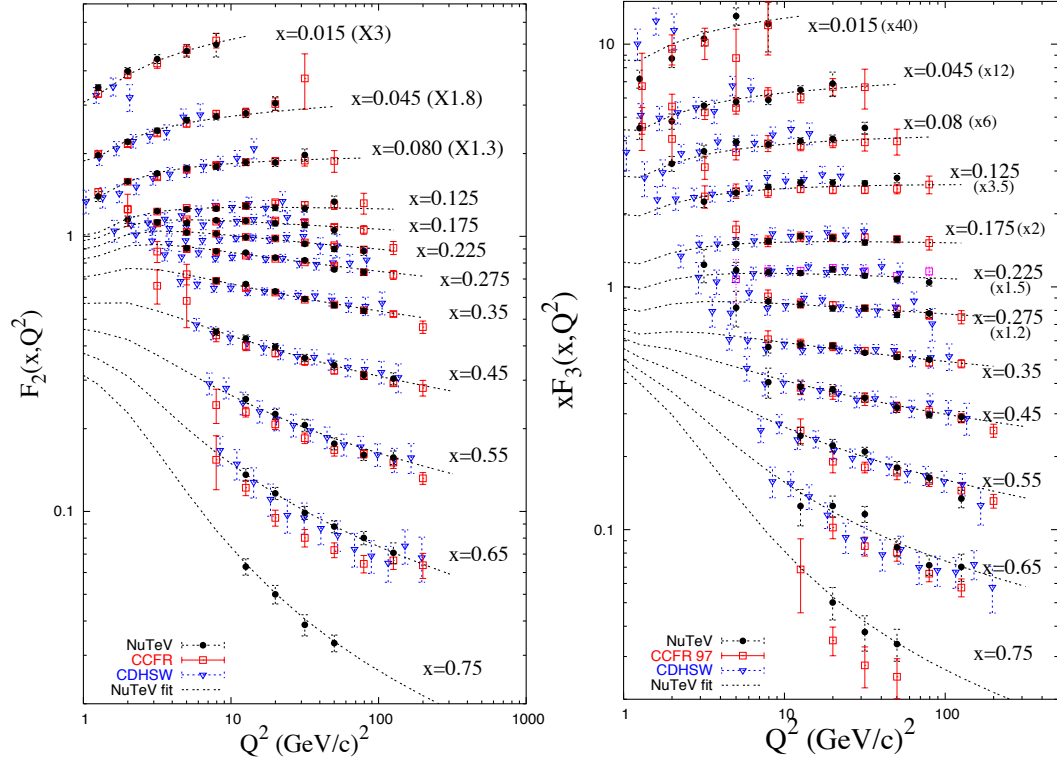 F₂(x,Q²)
x=0.015 (X3)
x=0.045 (X1.8)
x=0.080 (X1.3)
x=0.125
x=0.175
x=0.225
x=0.275
x=0.35
x=0.45
x=0.55
x=0.65
x=0.75
1
0.1
NuTeV
CCFR
CDHSW
NuTeV fit
1 10 100 1000
Q² (GeV/c)²
xF₃(x,Q²)
x=0.015 (x40)
x=0.045 (x12)
x=0.08 (x6)
x=0.125
(x3.5)
x=0.175 (x2)
x=0.225
(x1.5)
x=0.275
(x1.2)
x=0.35
x=0.45
x=0.55
x=0.65
x=0.75
10
1
0.1
NuTeV
CCFR 97
CDHSW
NuTeV fit
1 10 100
Q² (GeV/c)²